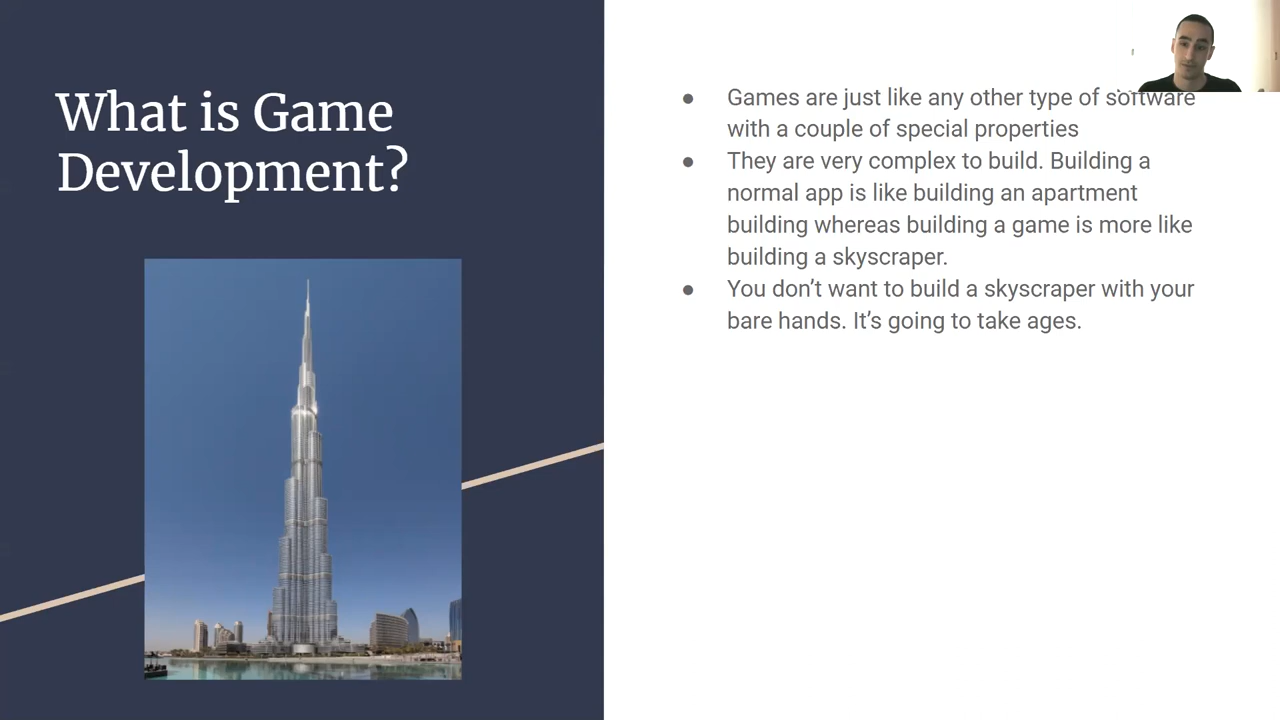 What is Game
Development?
● Games are just like any other type of software
with a couple of special properties
● They are very complex to build. Building a
normal app is like building an apartment
building whereas building a game is more like
building a skyscraper.
● You don’t want to build a skyscraper with your
bare hands. It’s going to take ages.